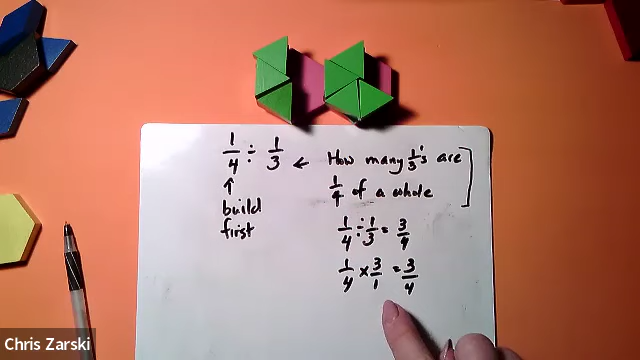 1/4 ÷ 1/3 ← How many 1/3's are
↑ 1/4 of a whole
build
first
1/4 ÷ 1/3 = 3/4
1/4 × 3/1 = 3/4
Chris Zarski